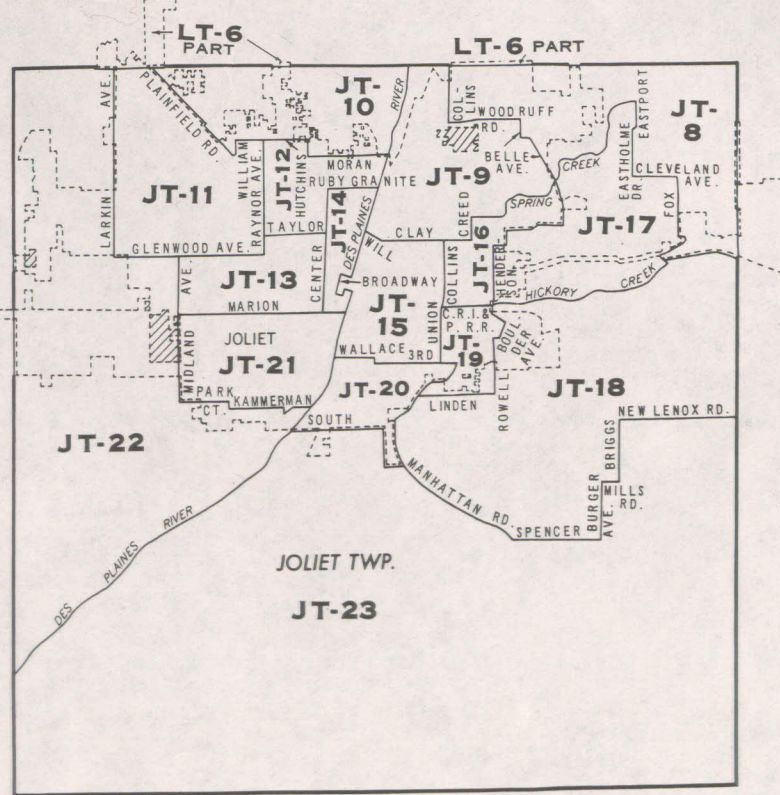 LT-6
PART
LT-6 PART
AVE.
PLAINFIELD RD.
JT-
10
RIVER
COL-
LINS
WOODRUFF
RD.
EASTPORT
JT-
8
BELLE
AVE.
CREEK
EASTHOLME
DR.
CLEVELAND
AVE.
WILLIAM
RAYNOR AVE.
JT-12
HUTCHINS
MORAN
RUBY GRANITE
JT-9
JT-11
LARKIN
SPRING
CREED
JT-17
FOX
TAYLOR
JT-14
DES PLAINES
CLAY
GLENWOOD AVE.
WILL
JT-16
HENDER-
SON
COLLINS
AVE.
JT-13
CENTER
BROADWAY
HICKORY
CREEK
MARION
JT-
15
UNION
C.R.I.&
P. R.R.
JT-
19
BOUL-
DER AVE.
JOLIET
JT-21
MIDLAND
WALLACE
3RD
PARK
CT.
KAMMERMAN
JT-20
LINDEN
ROWELL
JT-18
SOUTH
NEW LENOX RD.
JT-22
BRIGGS
MANHATTAN RD.
SPENCER
BURGER
AVE.
MILLS
RD.
DES
PLAINES
RIVER
JOLIET TWP.
JT-23